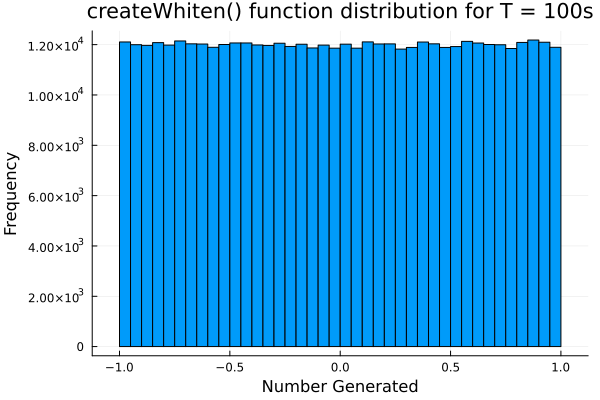 createWhiten() function distribution for T = 100s
Frequency
1.20×10⁴
1.00×10⁴
8.00×10³
6.00×10³
4.00×10³
2.00×10³
0
−1.0 −0.5 0.0 0.5 1.0
Number Generated